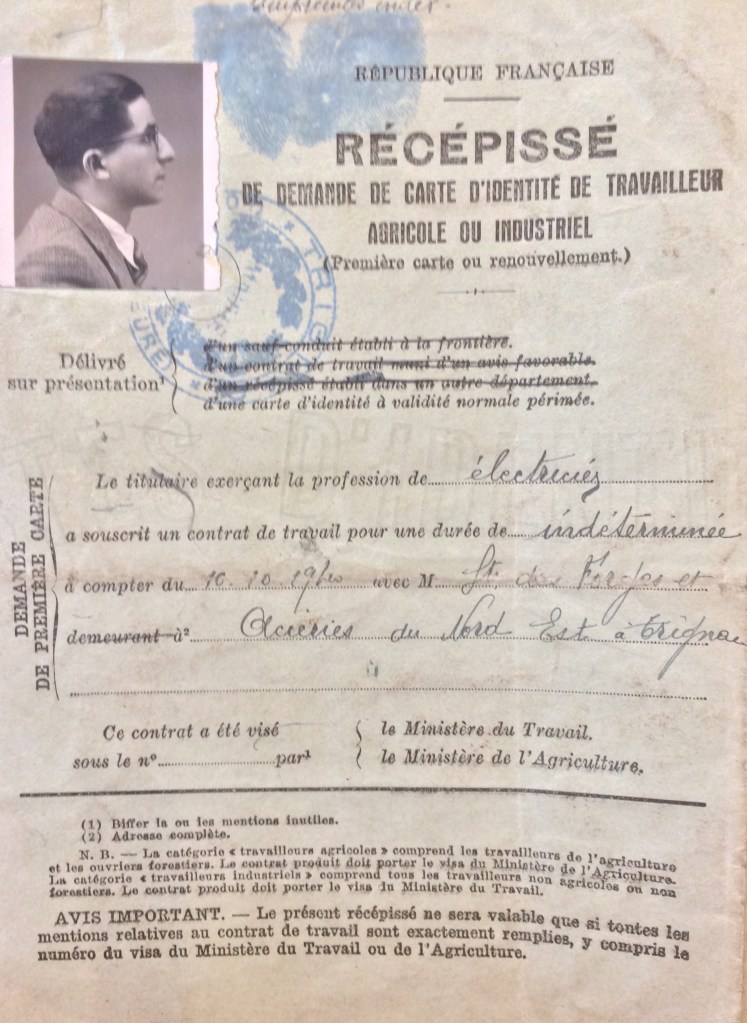 RÉPUBLIQUE FRANÇAISE
RÉCÉPISSÉ
DE DEMANDE DE CARTE D'IDENTITÉ DE TRAVAILLEUR
AGRICOLE OU INDUSTRIEL
(Première carte ou renouvellement.)
TRIGNAC
Délivré
sur présentation¹
d'un sauf-conduit établi à la frontière.
d'un contrat de travail muni d'un avis favorable.
d'un récépissé établi dans un autre département.
d'une carte d'identité à validité normale périmée.
DEMANDE
DE PREMIÈRE CARTE
Le titulaire exerçant la profession de électricien
a souscrit un contrat de travail pour une durée de indéterminée
à compter du 10.10.1940 avec M Sté des Forges et
demeurant à² Acieries du Nord Est à Trignac
Ce contrat a été visé
sous le n° par¹
le Ministère du Travail.
le Ministère de l'Agriculture.
(1) Biffer la ou les mentions inutiles.
(2) Adresse complète.
N. B. — La catégorie « travailleurs agricoles » comprend les travailleurs de l'agriculture
et les ouvriers forestiers. Le contrat produit doit porter le visa du Ministère de l'Agriculture.
La catégorie « travailleurs industriels » comprend tous les travailleurs non agricoles ou non
forestiers. Le contrat produit doit porter le visa du Ministère du Travail.
AVIS IMPORTANT. — Le présent récépissé ne sera valable que si toutes les
mentions relatives au contrat de travail sont exactement remplies, y compris le
numéro du visa du Ministère du Travail ou de l'Agriculture.